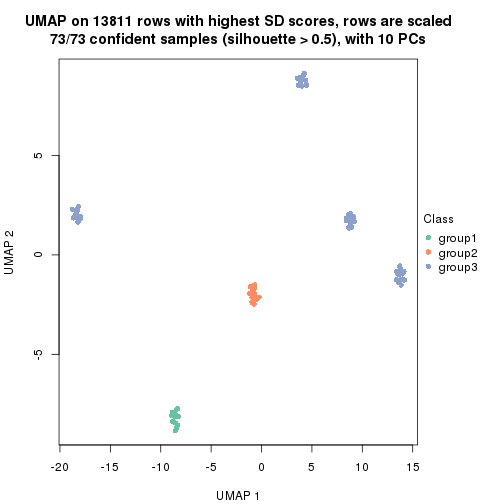 UMAP on 13811 rows with highest SD scores, rows are scaled
73/73 confident samples (silhouette > 0.5), with 10 PCs
5
0
-5
UMAP 2
-20
-15
-10
-5
0
5
10
15
UMAP 1
Class
group1
group2
group3